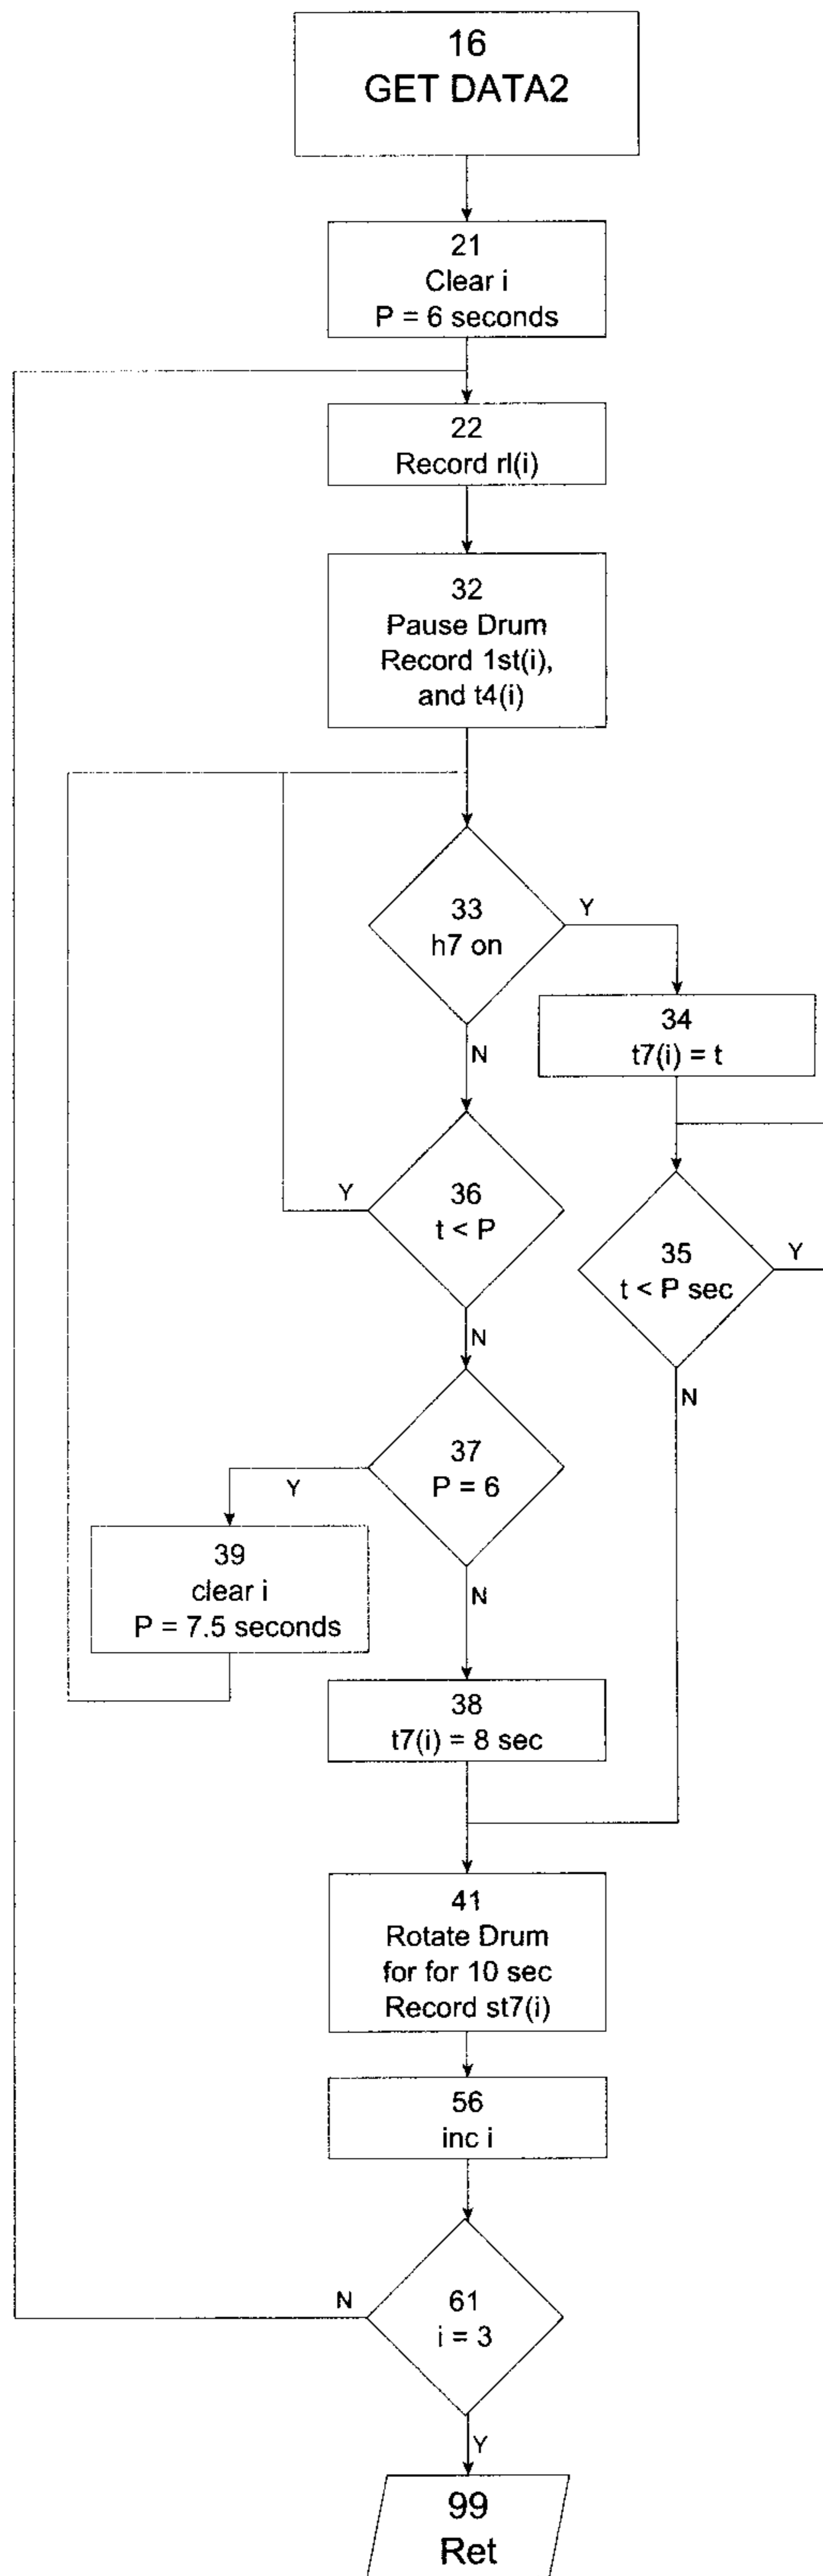 16
GET DATA2
21
Clear i
P = 6 seconds
22
Record rl(i)
32
Pause Drum
Record 1st(i),
and t4(i)
33
h7 on
Y
N
34
t7(i) = t
36
t < P
Y
N
35
t < P sec
Y
N
37
P = 6
Y
N
39
clear i
P = 7.5 seconds
38
t7(i) = 8 sec
41
Rotate Drum
for for 10 sec
Record st7(i)
56
inc i
61
i = 3
N
Y
99
Ret